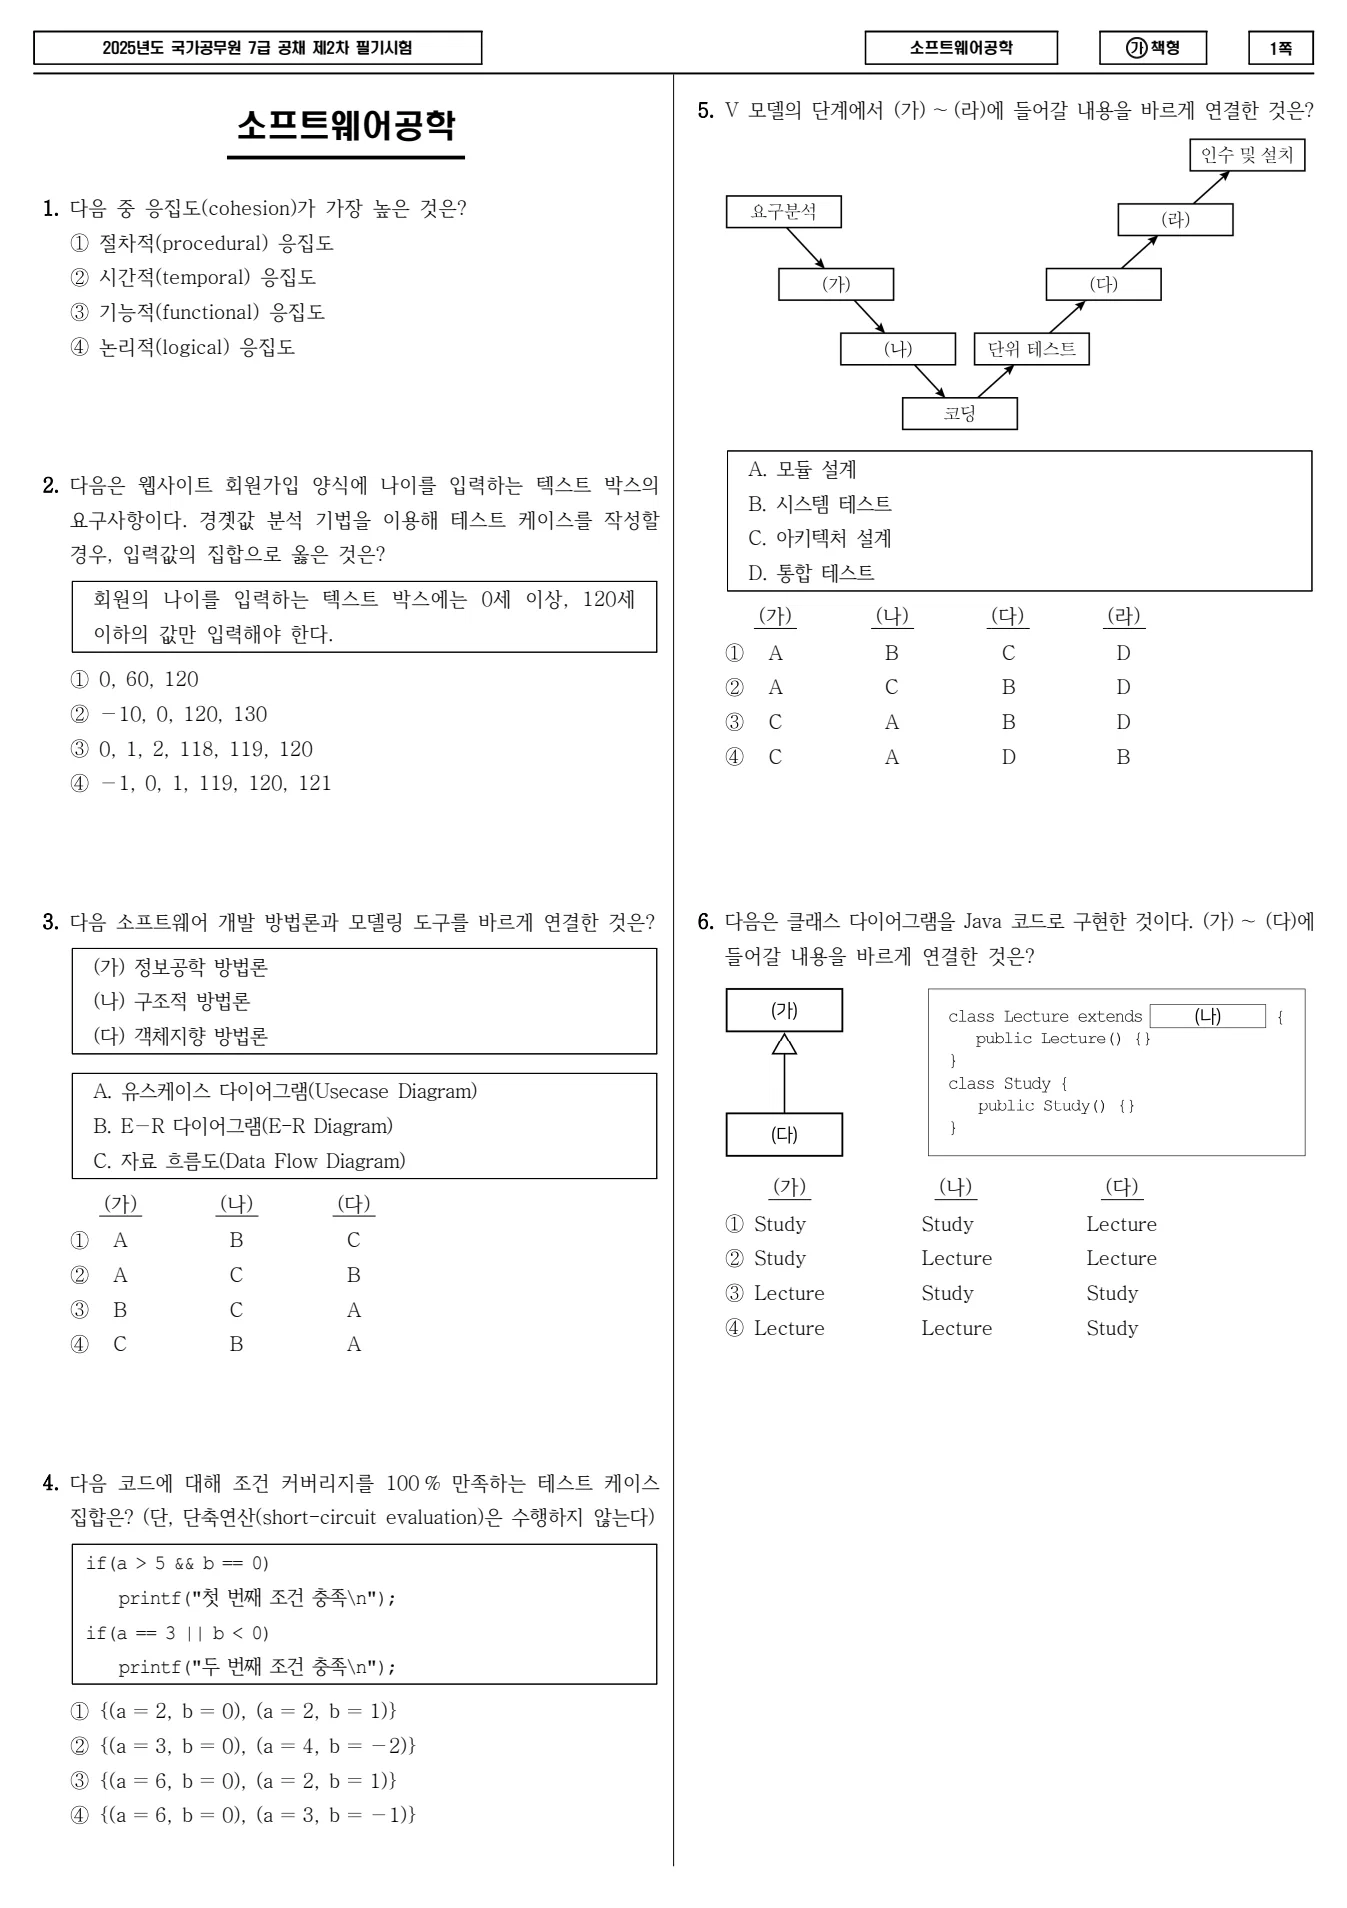 2025년도 국가공무원 7급 공채 제2차 필기시험
소프트웨어공학
㉮ 책형
1쪽
소프트웨어공학
1. 다음 중 응집도(cohesion)가 가장 높은 것은?
① 절차적(procedural) 응집도
② 시간적(temporal) 응집도
③ 기능적(functional) 응집도
④ 논리적(logical) 응집도
2. 다음은 웹사이트 회원가입 양식에 나이를 입력하는 텍스트 박스의
요구사항이다. 경곗값 분석 기법을 이용해 테스트 케이스를 작성할
경우, 입력값의 집합으로 옳은 것은?
회원의 나이를 입력하는 텍스트 박스에는 0세 이상, 120세
이하의 값만 입력해야 한다.
① 0, 60, 120
② −10, 0, 120, 130
③ 0, 1, 2, 118, 119, 120
④ −1, 0, 1, 119, 120, 121
3. 다음 소프트웨어 개발 방법론과 모델링 도구를 바르게 연결한 것은?
(가) 정보공학 방법론
(나) 구조적 방법론
(다) 객체지향 방법론
A. 유스케이스 다이어그램(Usecase Diagram)
B. E−R 다이어그램(E-R Diagram)
C. 자료 흐름도(Data Flow Diagram)
(가) (나) (다)
① A B C
② A C B
③ B C A
④ C B A
4. 다음 코드에 대해 조건 커버리지를 100 % 만족하는 테스트 케이스
집합은? (단, 단축연산(short-circuit evaluation)은 수행하지 않는다)
if(a > 5 && b == 0)
printf("첫 번째 조건 충족\n");
if(a == 3 || b < 0)
printf("두 번째 조건 충족\n");
① {(a = 2, b = 0), (a = 2, b = 1)}
② {(a = 3, b = 0), (a = 4, b = −2)}
③ {(a = 6, b = 0), (a = 2, b = 1)}
④ {(a = 6, b = 0), (a = 3, b = −1)}
5. V 모델의 단계에서 (가) ~ (라)에 들어갈 내용을 바르게 연결한 것은?
인수 및 설치
요구분석
(라)
(가)
(다)
(나)
단위 테스트
코딩
A. 모듈 설계
B. 시스템 테스트
C. 아키텍처 설계
D. 통합 테스트
(가) (나) (다) (라)
① A B C D
② A C B D
③ C A B D
④ C A D B
6. 다음은 클래스 다이어그램을 Java 코드로 구현한 것이다. (가) ~ (다)에
들어갈 내용을 바르게 연결한 것은?
(가)
(다)
class Lecture extends (나) {
public Lecture() {}
}
class Study {
public Study() {}
}
(가) (나) (다)
① Study Study Lecture
② Study Lecture Lecture
③ Lecture Study Study
④ Lecture Lecture Study